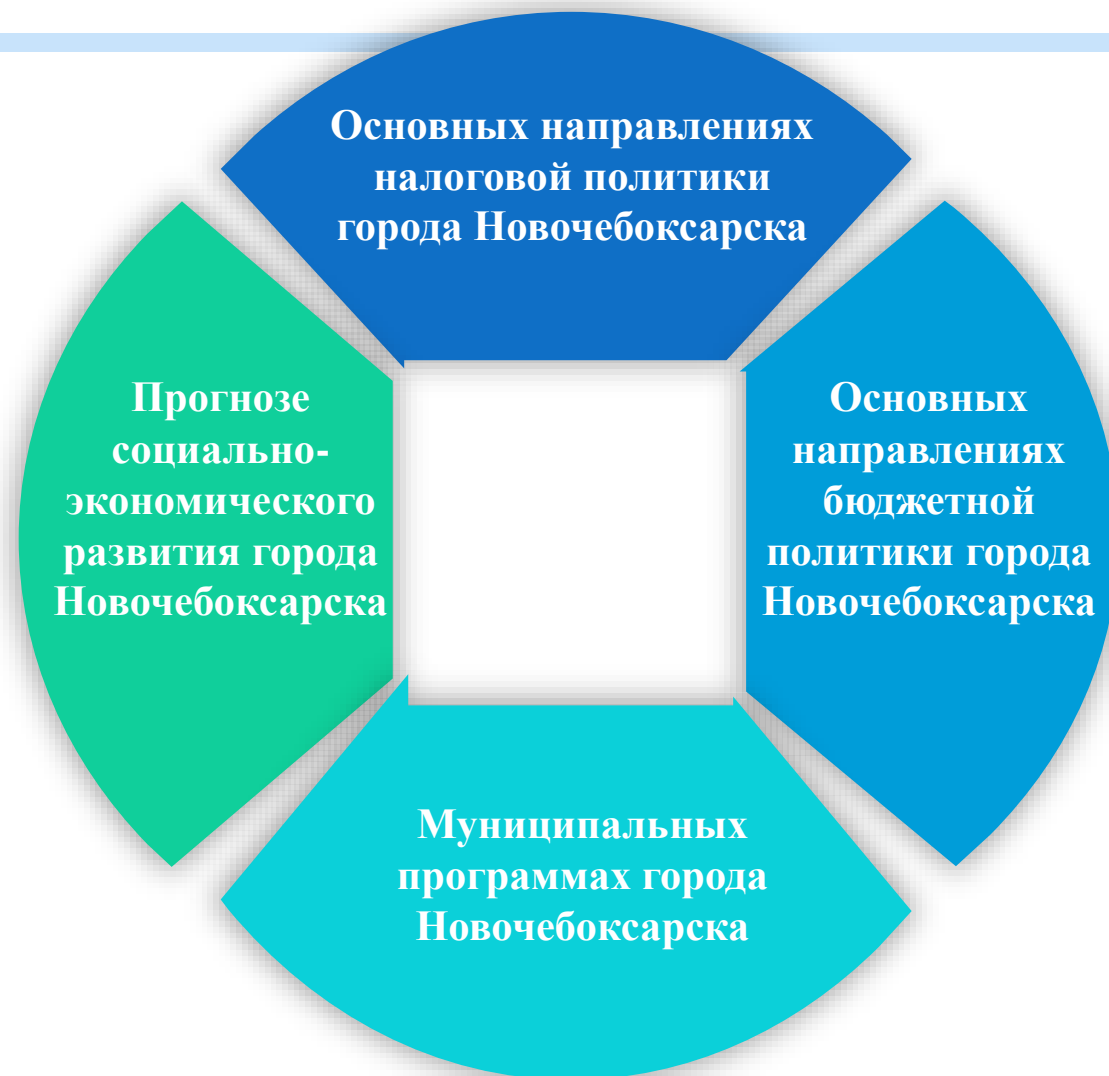 Основных направлениях
налоговой политики
города Новочебоксарска
Прогнозе
социально-
экономического
развития города
Новочебоксарска
Основных
направлениях
бюджетной
политики города
Новочебоксарска
Муниципальных
программах города
Новочебоксарска